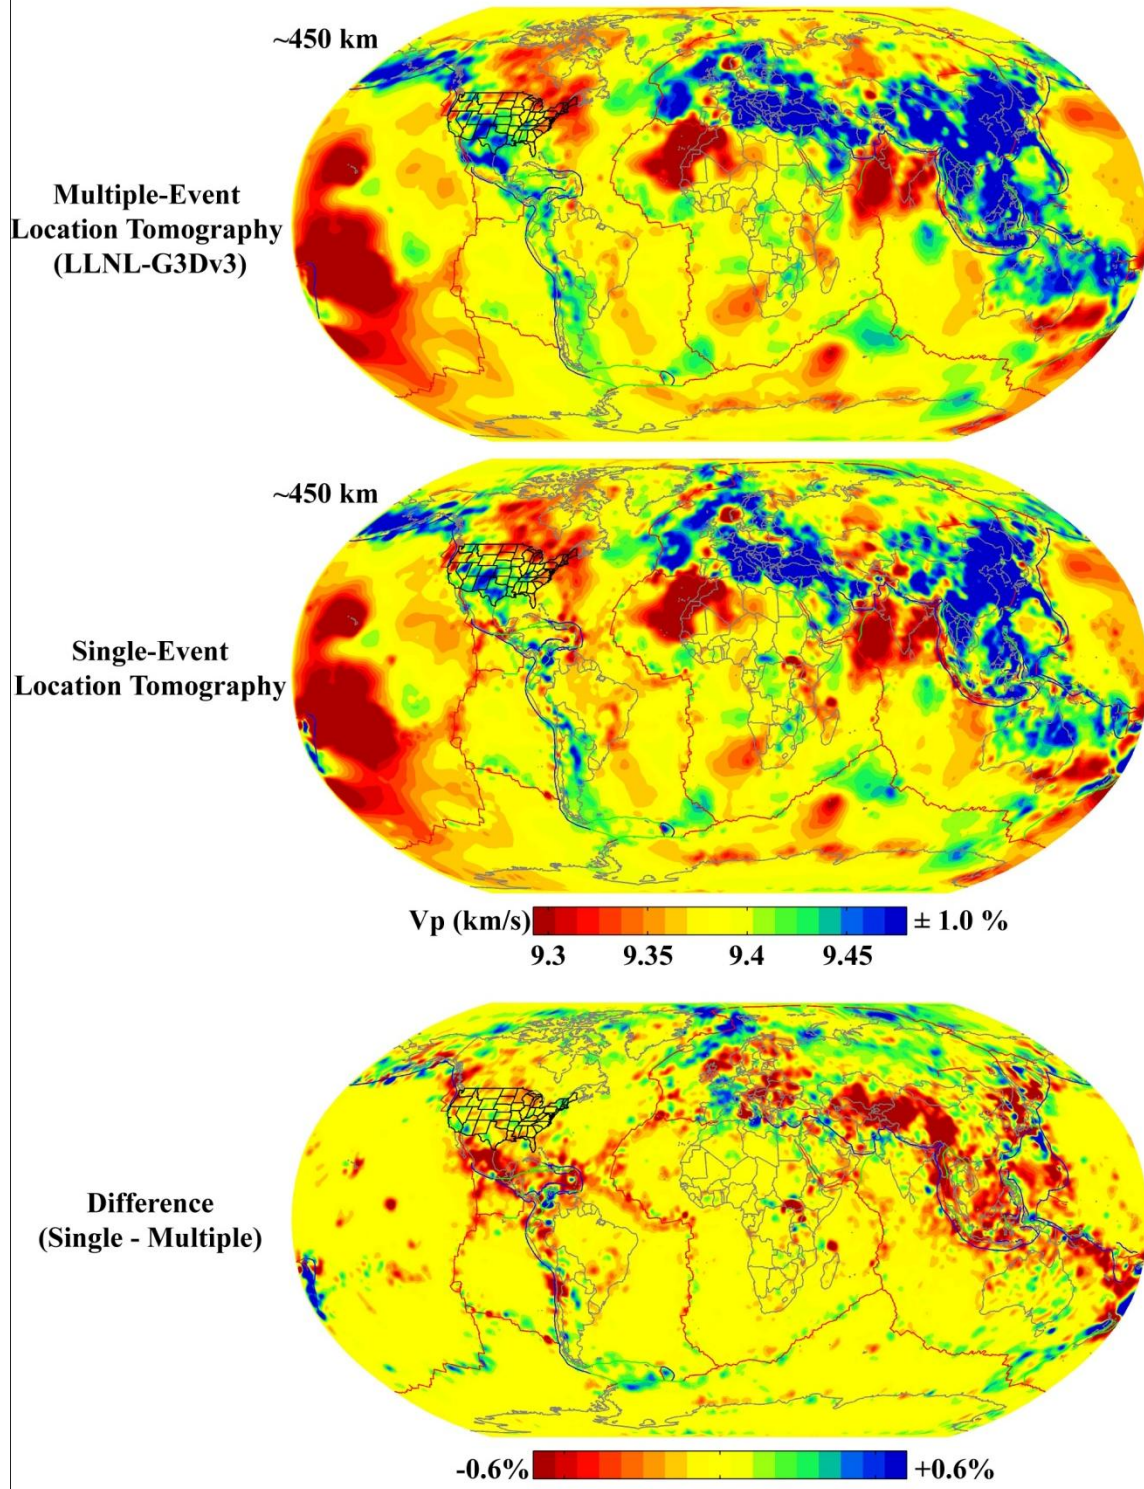 ~450 km
Multiple-Event
Location Tomography
(LLNL-G3Dv3)
~450 km
Single-Event
Location Tomography
Vp (km/s)
± 1.0 %
9.3 9.35 9.4 9.45
Difference
(Single - Multiple)
-0.6%
+0.6%